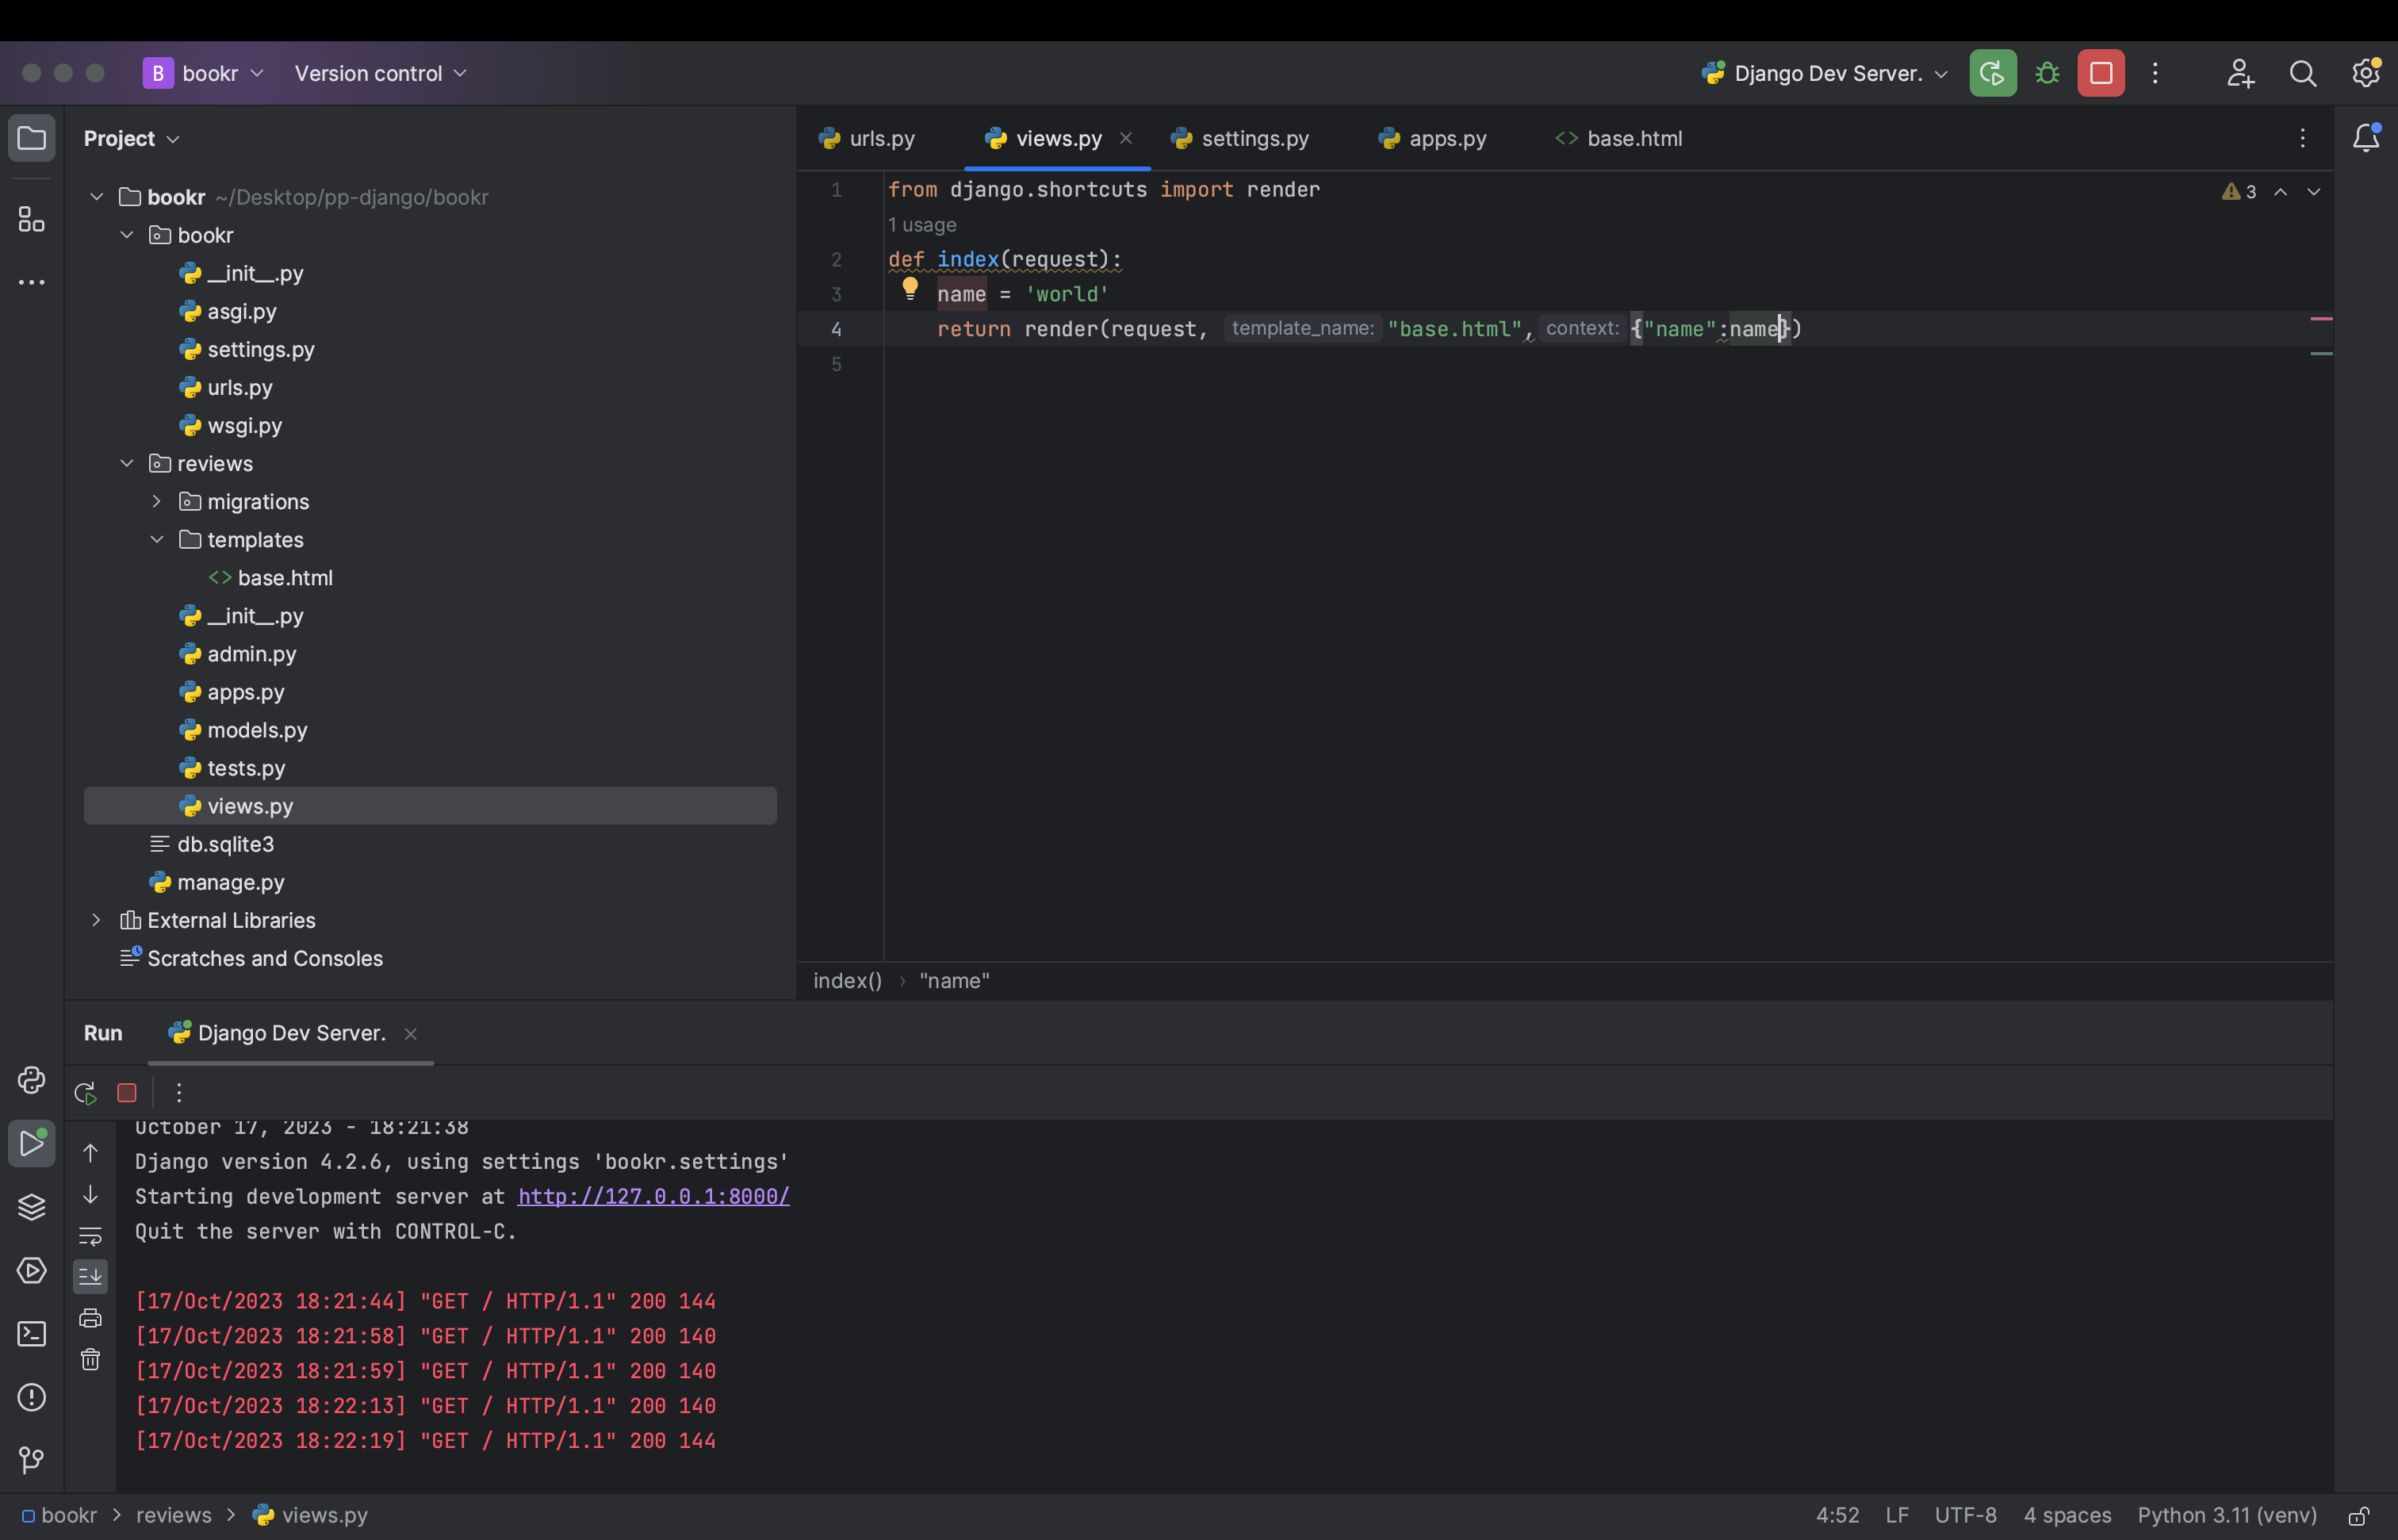 B bookr Version control Django Dev Server.
Project
bookr ~/Desktop/pp-django/bookr
bookr
__init__.py
asgi.py
settings.py
urls.py
wsgi.py
reviews
migrations
templates
base.html
__init__.py
admin.py
apps.py
models.py
tests.py
views.py
db.sqlite3
manage.py
External Libraries
Scratches and Consoles
urls.py views.py settings.py apps.py base.html
1 from django.shortcuts import render 3
1 usage
2 def index(request):
3 name = 'world'
4 return render(request, template_name: "base.html", context: {"name":name})
5
index() "name"
Run Django Dev Server.
October 17, 2023 - 18:21:38
Django version 4.2.6, using settings 'bookr.settings'
Starting development server at http://127.0.0.1:8000/
Quit the server with CONTROL-C.
[17/Oct/2023 18:21:44] "GET / HTTP/1.1" 200 144
[17/Oct/2023 18:21:58] "GET / HTTP/1.1" 200 140
[17/Oct/2023 18:21:59] "GET / HTTP/1.1" 200 140
[17/Oct/2023 18:22:13] "GET / HTTP/1.1" 200 140
[17/Oct/2023 18:22:19] "GET / HTTP/1.1" 200 144
bookr > reviews > views.py 4:52 LF UTF-8 4 spaces Python 3.11 (venv)